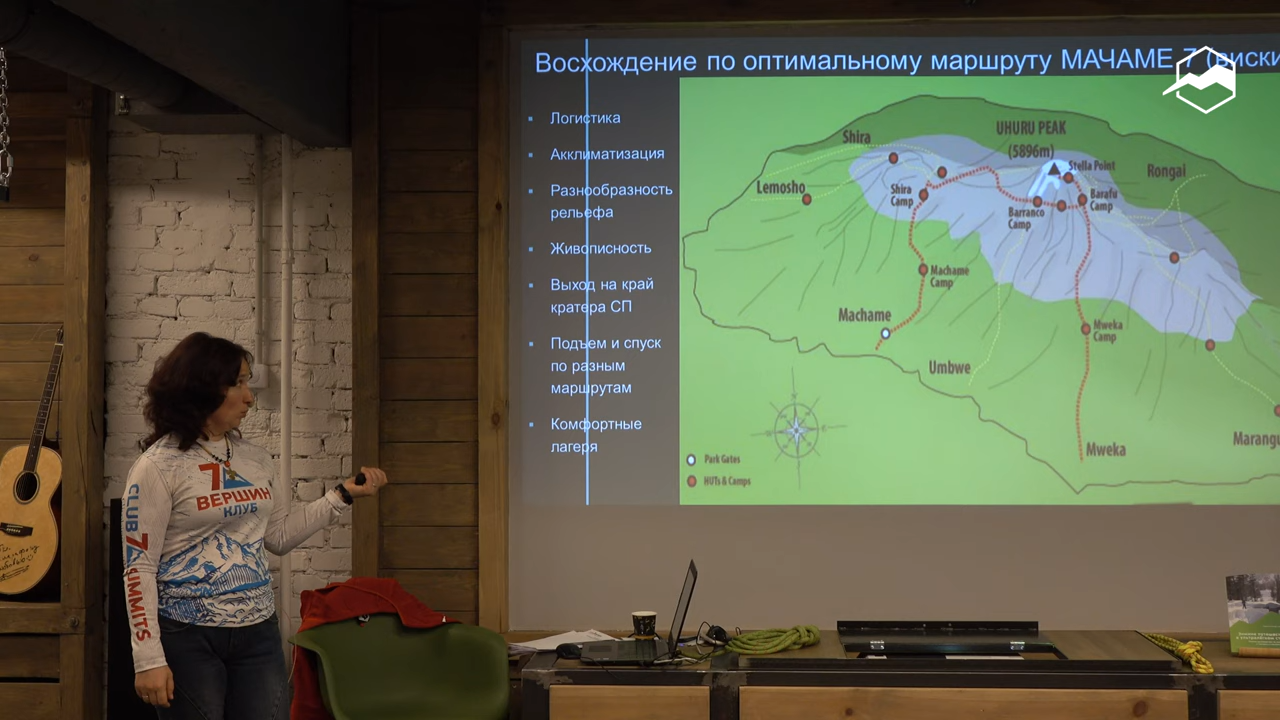 Восхождение по оптимальному маршруту МАЧАМЕ 7 (виски
Логистика
Акклиматизация
Разнообразность
рельефа
Живописность
Выход на край
кратера СП
Подъем и спуск
по разным
маршрутам
Комфортные
лагеря
Shira
UHURU PEAK
(5896m)
Stella Point
Rongai
Lemosho
Shira
Camp
Barranco
Camp
Barafu
Camp
Machame
Camp
Machame
Mweka
Camp
Umbwe
Mweka
Marangu
Park Gates
HUTs & Camps
7
ВЕРШИН
КЛУБ
CLUB 7 SUMMITS